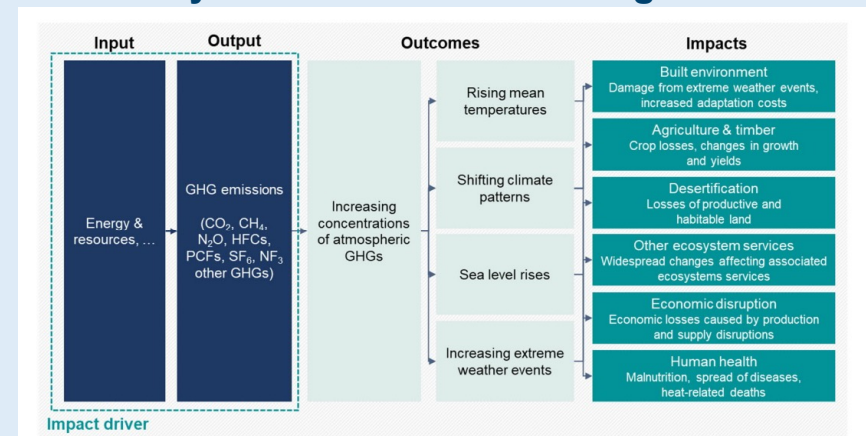 Input
Output
Outcomes
Impacts
Energy &
resources, ...
GHG emissions
(CO₂, CH₄,
N₂O, HFCs,
PCFs, SF₆, NF₃
other GHGs)
Increasing
concentrations
of atmospheric
GHGs
Rising mean
temperatures
Shifting climate
patterns
Sea level rises
Increasing extreme
weather events
Built environment
Damage from extreme weather events,
increased adaptation costs
Agriculture & timber
Crop losses, changes in growth
and yields
Desertification
Losses of productive and
habitable land
Other ecosystem services
Widespread changes affecting associated
ecosystems services
Economic disruption
Economic losses caused by production
and supply disruptions
Human health
Malnutrition, spread of diseases,
heat-related deaths
Impact driver